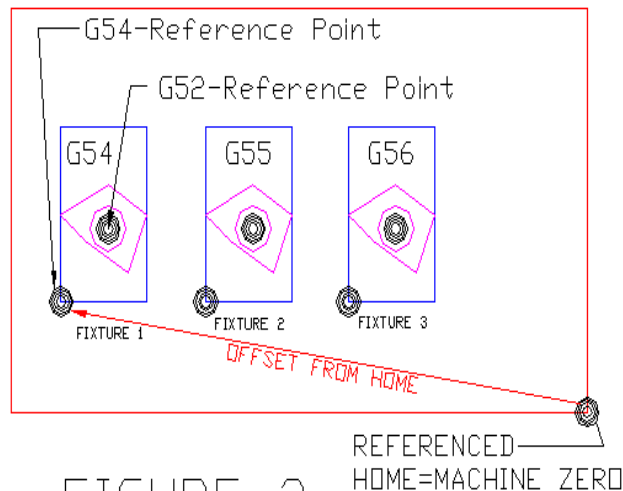 G54-Reference Point
G52-Reference Point
G54
G55
G56
FIXTURE 1
FIXTURE 2
FIXTURE 3
OFFSET FROM HOME
REFERENCED
HOME=MACHINE ZERO
FIGURE